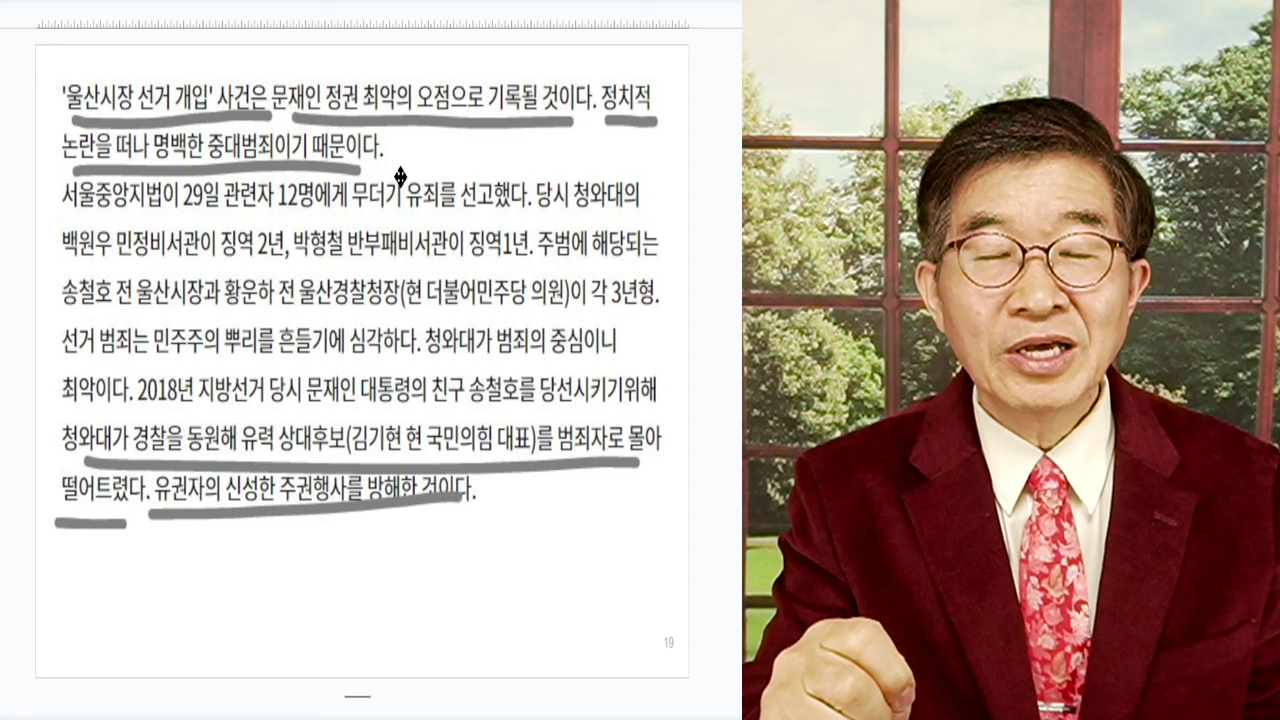 '울산시장 선거 개입' 사건은 문재인 정권 최악의 오점으로 기록될 것이다. 정치적
논란을 떠나 명백한 중대범죄이기 때문이다.
서울중앙지법이 29일 관련자 12명에게 무더기 유죄를 선고했다. 당시 청와대의
백원우 민정비서관이 징역 2년, 박형철 반부패비서관이 징역1년. 주범에 해당되는
송철호 전 울산시장과 황운하 전 울산경찰청장(현 더불어민주당 의원)이 각 3년형.
선거 범죄는 민주주의 뿌리를 흔들기에 심각하다. 청와대가 범죄의 중심이니
최악이다. 2018년 지방선거 당시 문재인 대통령의 친구 송철호를 당선시키기위해
청와대가 경찰을 동원해 유력 상대후보(김기현 현 국민의힘 대표)를 범죄자로 몰아
떨어트렸다. 유권자의 신성한 주권행사를 방해한 것이다.
19